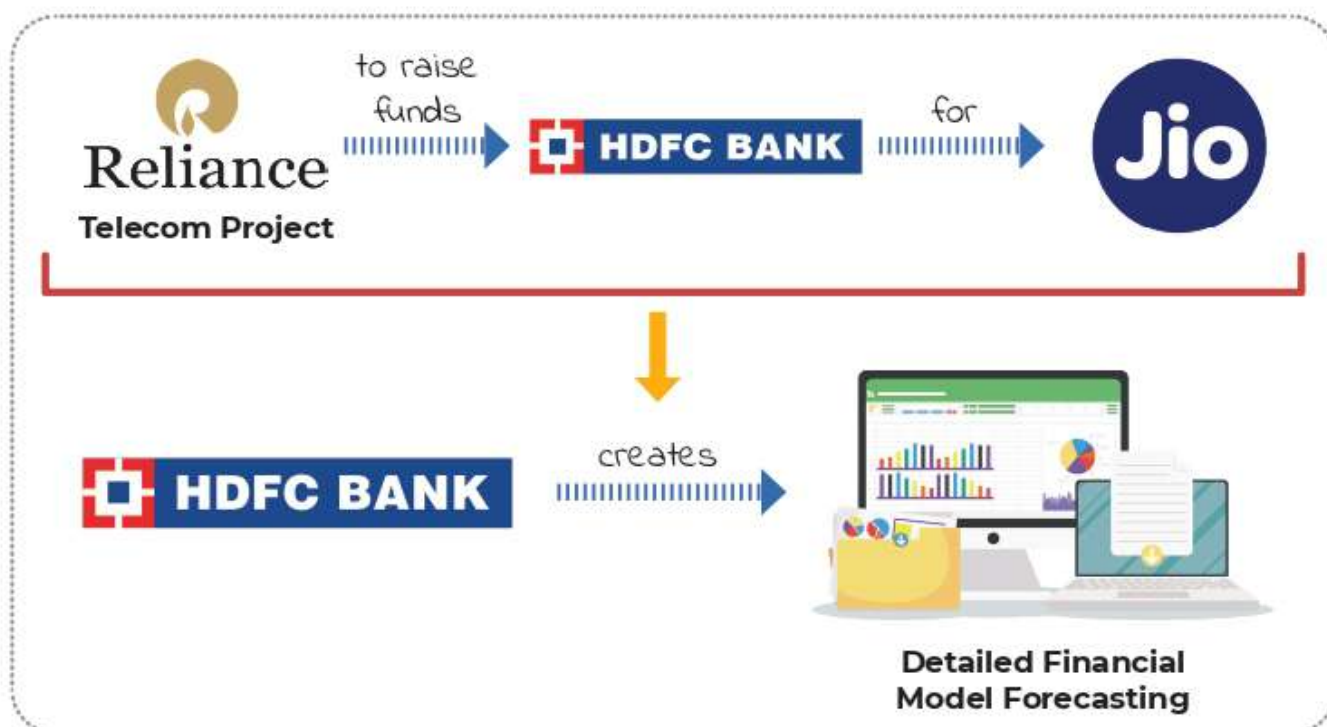 to raise
funds
for
Reliance
HDFC BANK
Jio
Telecom Project
HDFC BANK
creates
Detailed Financial
Model Forecasting